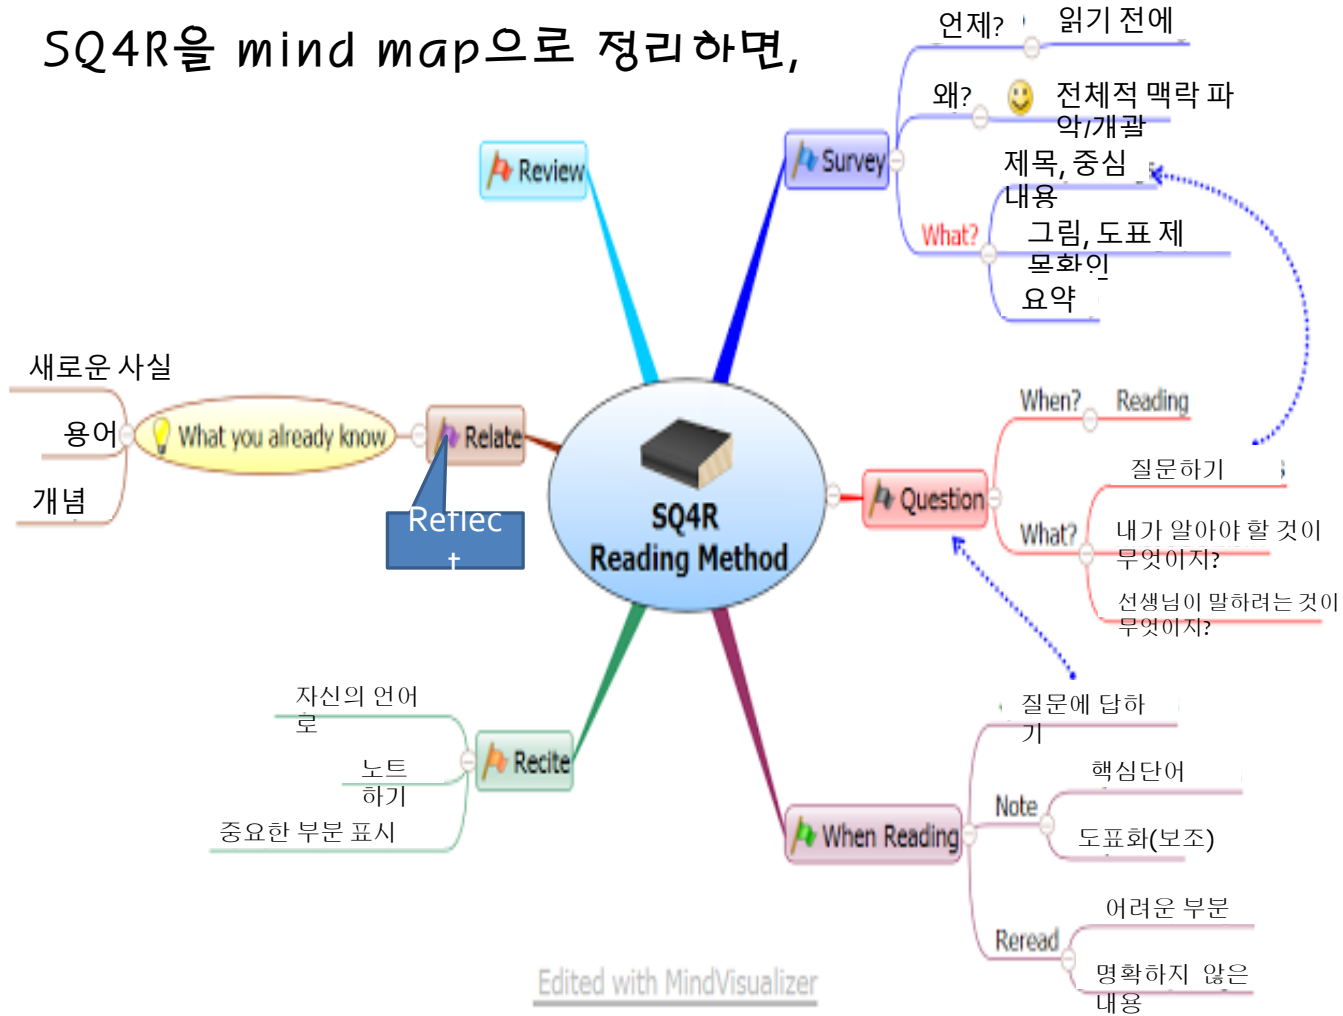 SQ4R을 mind map으로 정리하면,
언제?
읽기 전에
왜?
전체적 맥락 파
악/개괄
Survey
제목, 중심
내용
What?
그림, 도표 제
목확인
요약
Review
새로운 사실
용어
개념
What you already know
Relate
Reflec
t
SQ4R
Reading Method
When?
Reading
Question
질문하기
What?
내가 알아야 할 것이
무엇이지?
선생님이 말하려는 것이
무엇이지?
자신의 언어
로
노트
하기
중요한 부분 표시
Recite
질문에 답하
기
When Reading
Note
핵심단어
도표화(보조)
Reread
어려운 부분
명확하지 않은
내용
Edited with MindVisualizer